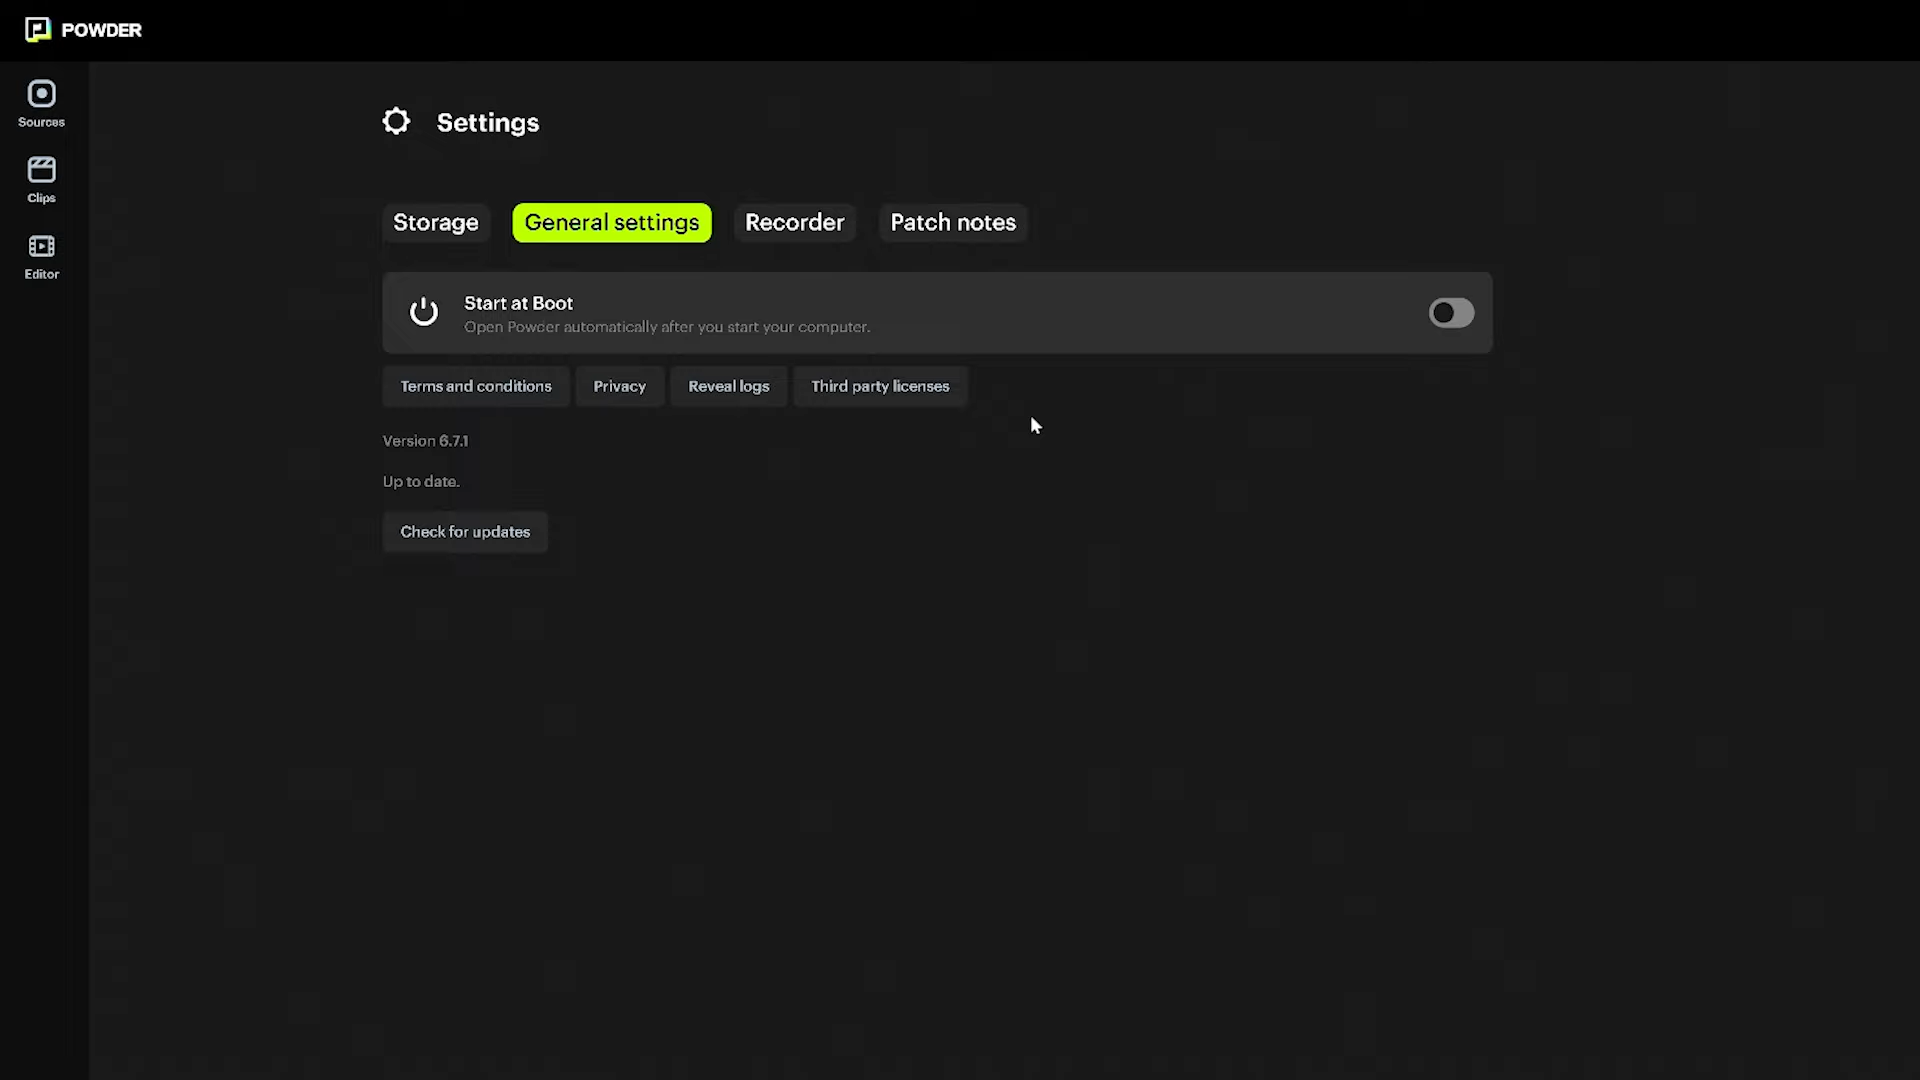 POWDER
Sources
Clips
Editor
Settings
Storage General settings Recorder Patch notes
Start at Boot
Open Powder automatically after you start your computer.
Terms and conditions Privacy Reveal logs Third party licenses
Version 6.7.1
Up to date.
Check for updates